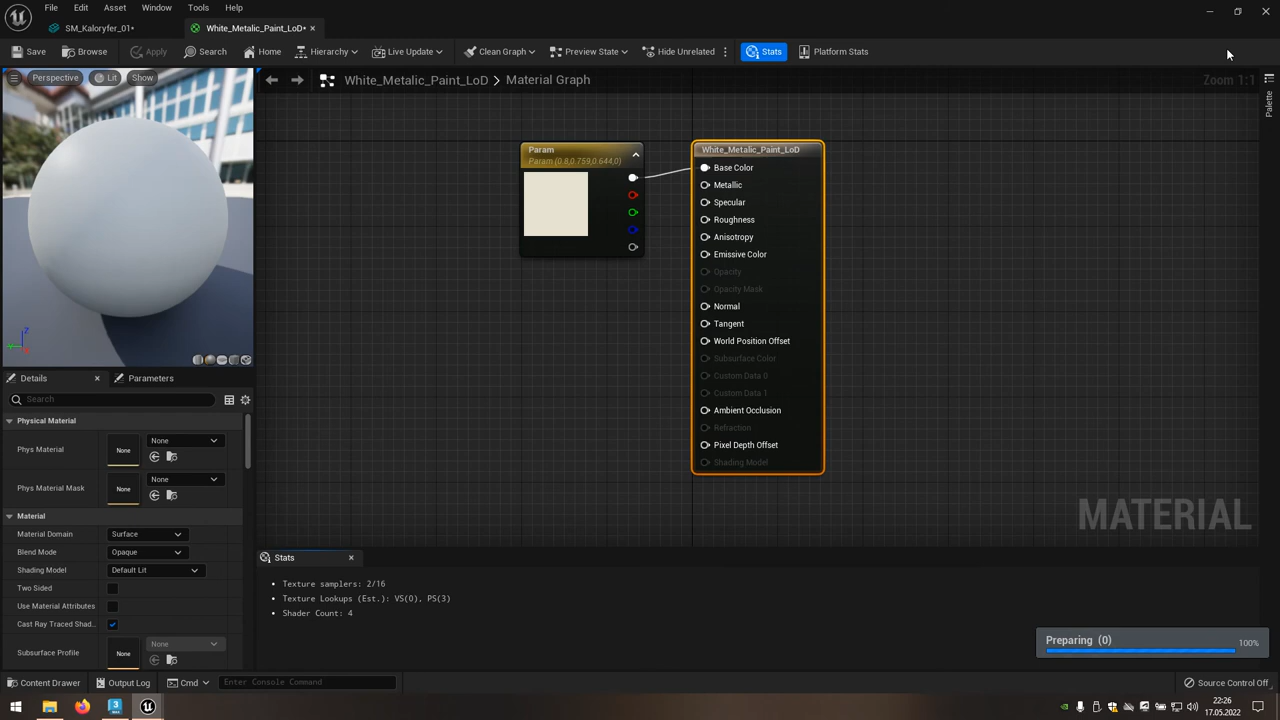 File Edit Asset Window Tools Help
SM_Kaloryfer_01*
White_Metalic_Paint_LoD*
Save Browse Apply Search Home Hierarchy Live Update Clean Graph Preview State Hide Unrelated Stats Platform Stats
Perspective Lit Show
White_Metalic_Paint_LoD > Material Graph
Zoom 1:1
Palette
Param
Param (0.8,0.759,0.644,0)
White_Metalic_Paint_LoD
Base Color
Metallic
Specular
Roughness
Anisotropy
Emissive Color
Opacity
Opacity Mask
Normal
Tangent
World Position Offset
Subsurface Color
Custom Data 0
Custom Data 1
Ambient Occlusion
Refraction
Pixel Depth Offset
Shading Model
MATERIAL
Z
Details
Parameters
Search
Physical Material
Phys Material
None
None
Phys Material Mask
None
None
Material
Material Domain Surface
Blend Mode Opaque
Shading Model Default Lit
Two Sided
Use Material Attributes
Cast Ray Traced Shad...
Subsurface Profile
None
None
Stats
Texture samplers: 2/16
Texture Lookups (Est.): VS(0), PS(3)
Shader Count: 4
Preparing (0)
100%
Content Drawer Output Log Cmd Enter Console Command Source Control Off
3
MAX
22:26
17.05.2022